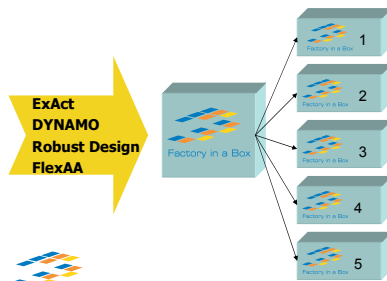 ExAct
DYNAMO
Robust Design
FlexAA
Factory in a Box
1
Factory in a Box
2
Factory in a Box
3
Factory in a Box
4
Factory in a Box
5
Factory in a Box